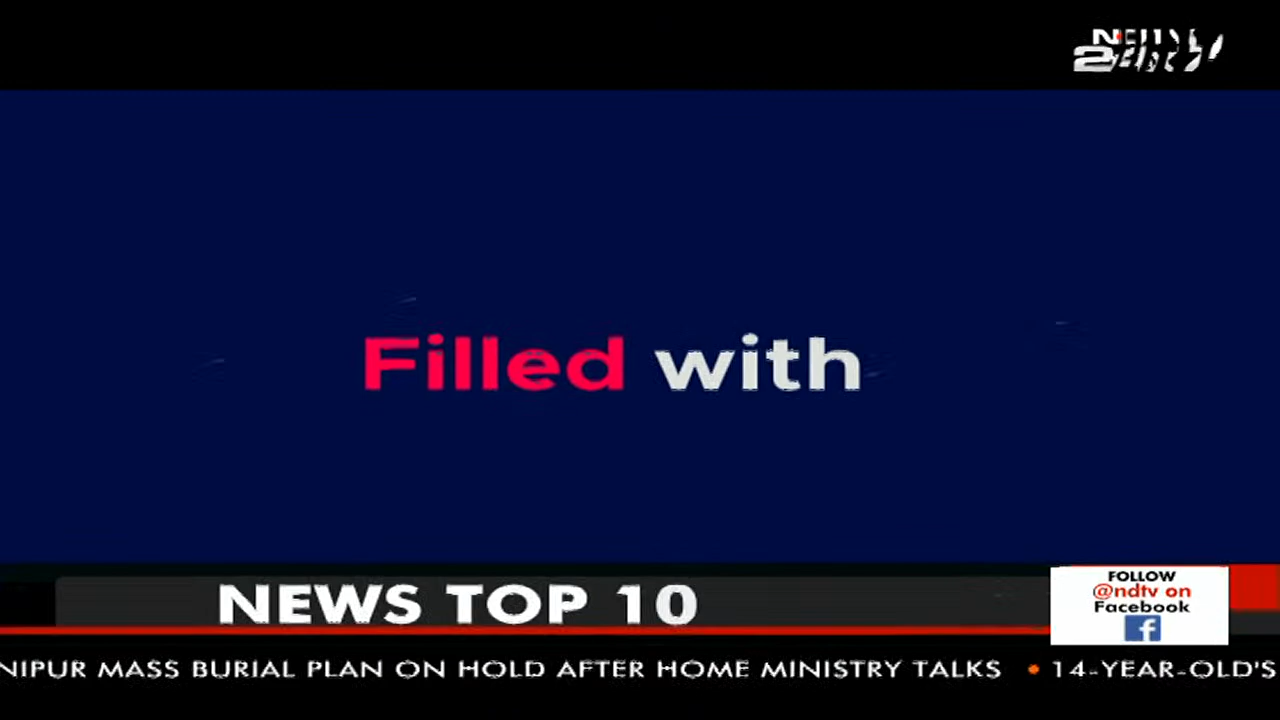 Filled with
NEWS TOP 10
FOLLOW
@ndtv on
Facebook
f
NIPUR MASS BURIAL PLAN ON HOLD AFTER HOME MINISTRY TALKS • 14-YEAR-OLD'S